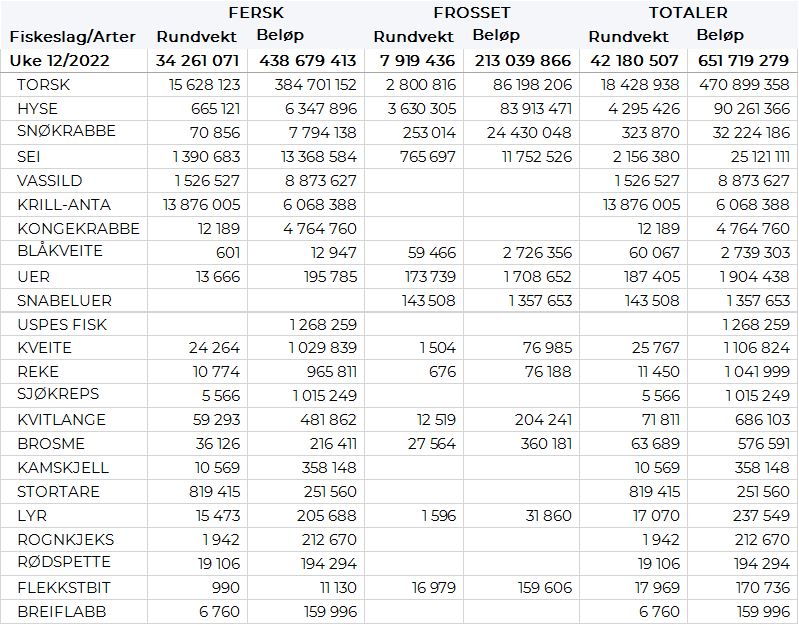 FERSK FROSSET TOTALER
Fiskeslag/Arter Rundvekt Beløp Rundvekt Beløp Rundvekt Beløp
Uke 12/2022 34 261 071 438 679 413 7 919 436 213 039 866 42 180 507 651 719 279
TORSK 15 628 123 384 701 152 2 800 816 86 198 206 18 428 938 470 899 358
HYSE 665 121 6 347 896 3 630 305 83 913 471 4 295 426 90 261 366
SNØKRABBE 70 856 7 794 138 253 014 24 430 048 323 870 32 224 186
SEI 1 390 683 13 368 584 765 697 11 752 526 2 156 380 25 121 111
VASSILD 1 526 527 8 873 627 1 526 527 8 873 627
KRILL-ANTA 13 876 005 6 068 388 13 876 005 6 068 388
KONGEKRABBE 12 189 4 764 760 12 189 4 764 760
BLÅKVEITE 601 12 947 59 466 2 726 356 60 067 2 739 303
UER 13 666 195 785 173 739 1 708 652 187 405 1 904 438
SNABELUER 143 508 1 357 653 143 508 1 357 653
USPES FISK 1 268 259 1 268 259
KVEITE 24 264 1 029 839 1 504 76 985 25 767 1 106 824
REKE 10 774 965 811 676 76 188 11 450 1 041 999
SJØKREPS 5 566 1 015 249 5 566 1 015 249
KVITLANGE 59 293 481 862 12 519 204 241 71 811 686 103
BROSME 36 126 216 411 27 564 360 181 63 689 576 591
KAMSKJELL 10 569 358 148 10 569 358 148
STORTARE 819 415 251 560 819 415 251 560
LYR 15 473 205 688 1 596 31 860 17 070 237 549
ROGNKJEKS 1 942 212 670 1 942 212 670
RØDSPETTE 19 106 194 294 19 106 194 294
FLEKKSTBIT 990 11 130 16 979 159 606 17 969 170 736
BREIFLABB 6 760 159 996 6 760 159 996